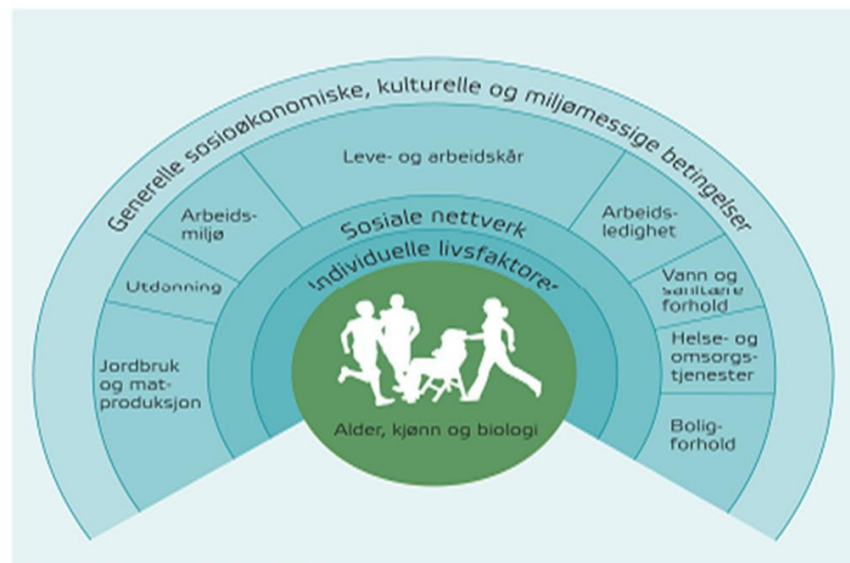 Generelle sosioøkonomiske, kulturelle og miljømessige betingelser
Leve- og arbeidskår
Arbeids-
miljø
Utdanning
Jordbruk
og mat-
produksjon
Arbeids-
ledighet
Vann og
sanitære
forhold
Helse- og
omsorgs-
tjenester
Bolig-
forhold
Sosiale nettverk
Individuelle livsfaktorer
Alder, kjønn og biologi